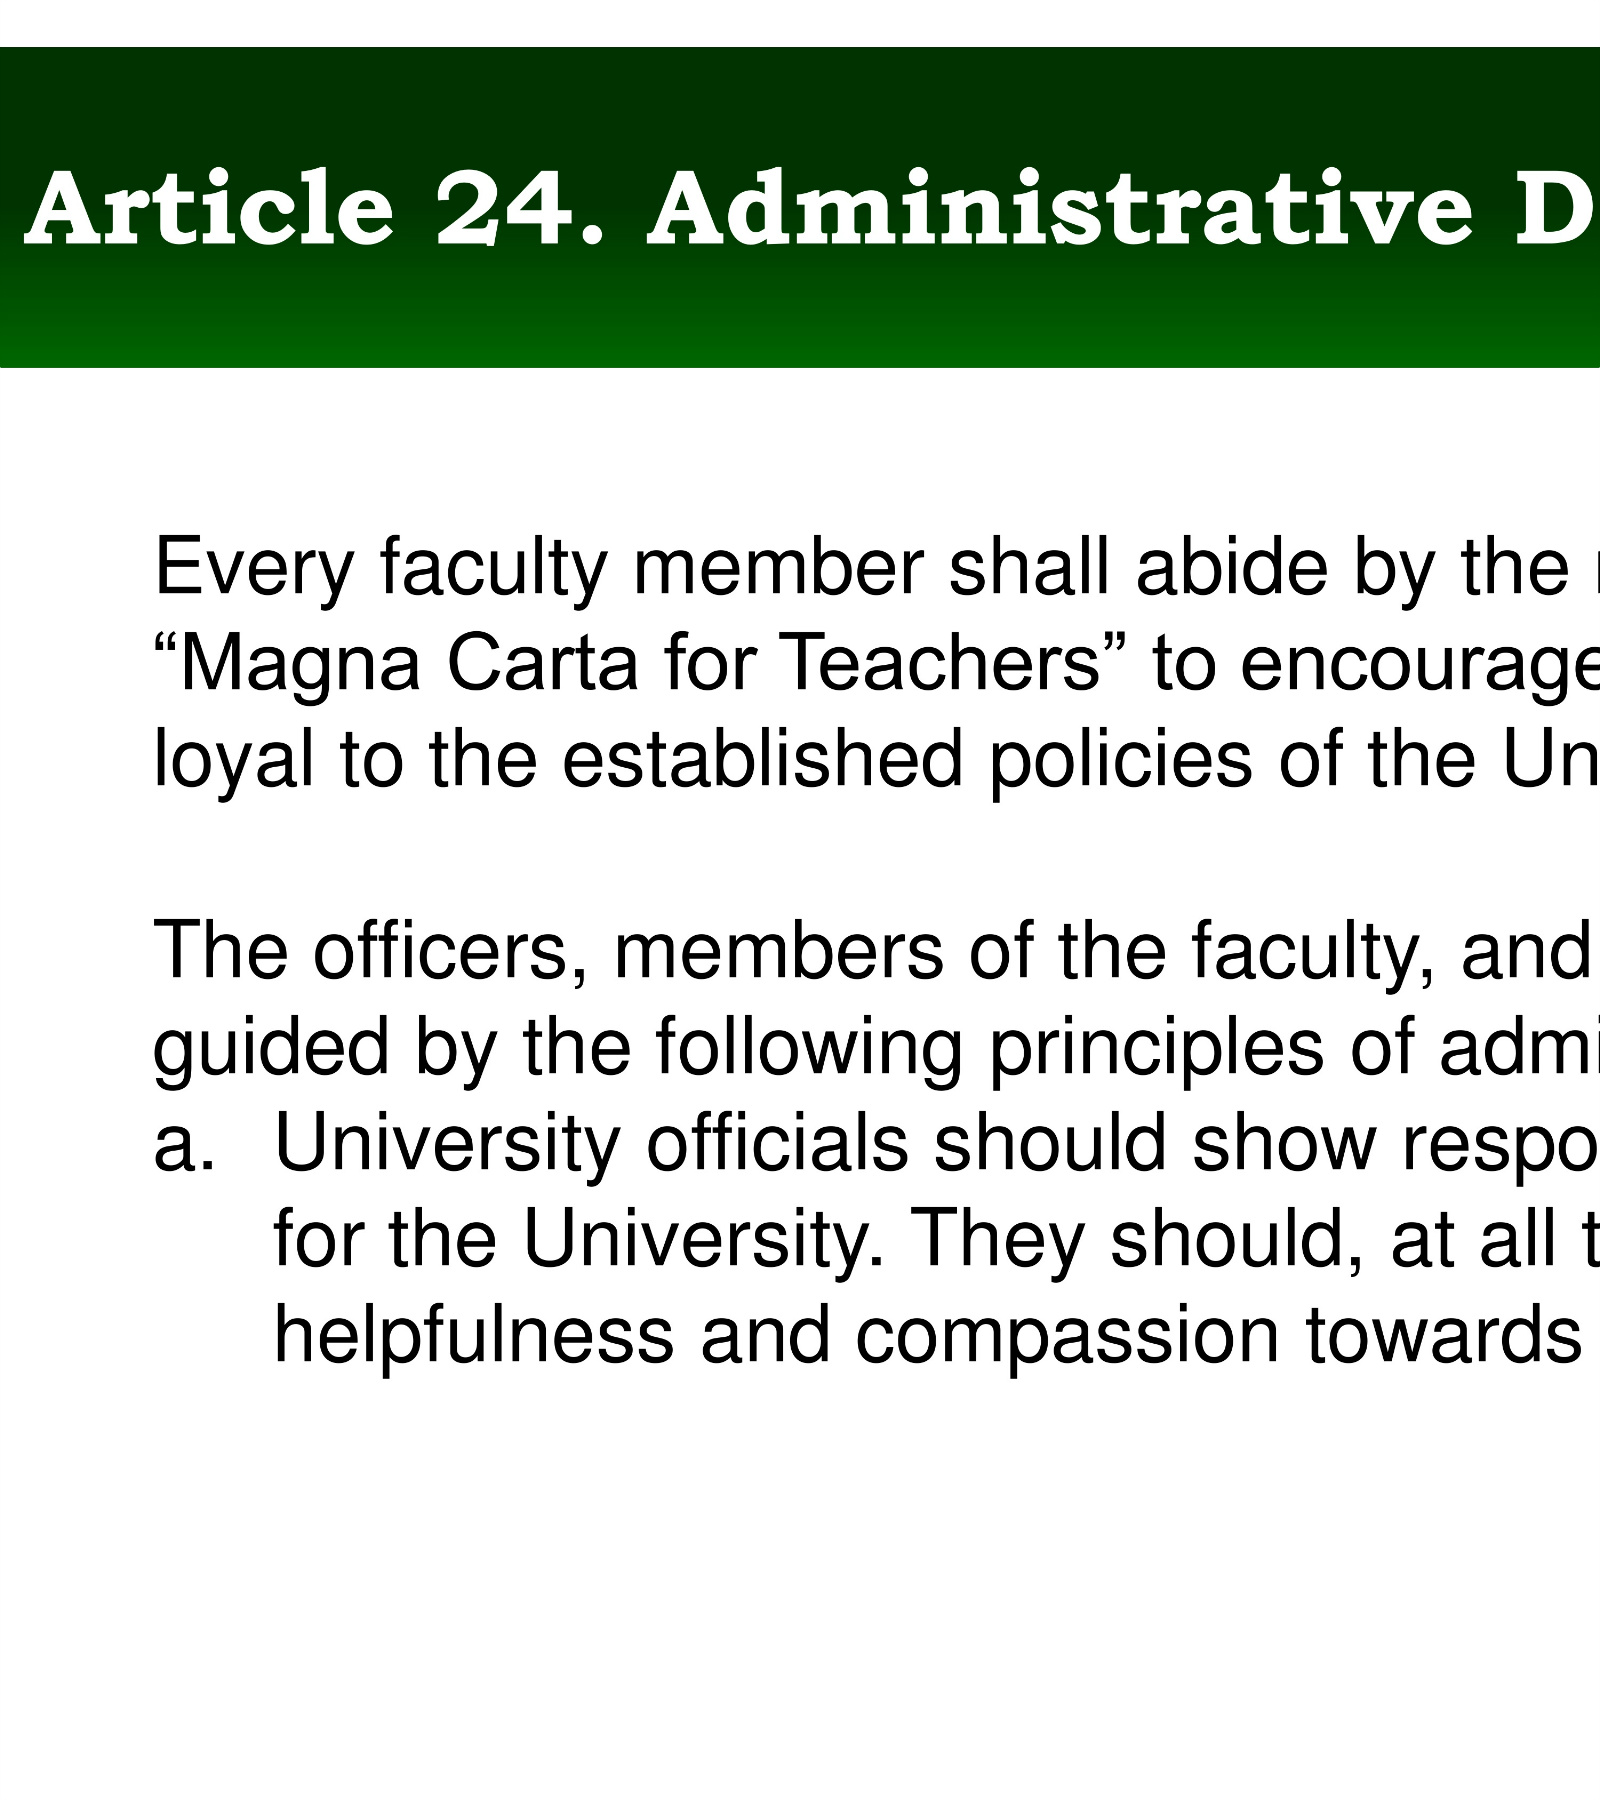 Article 24. Administrative D
Every faculty member shall abide by the
“Magna Carta for Teachers” to encourage
loyal to the established policies of the Un
The officers, members of the faculty, and
guided by the following principles of admi
a. University officials should show respo
for the University. They should, at all t
helpfulness and compassion towards